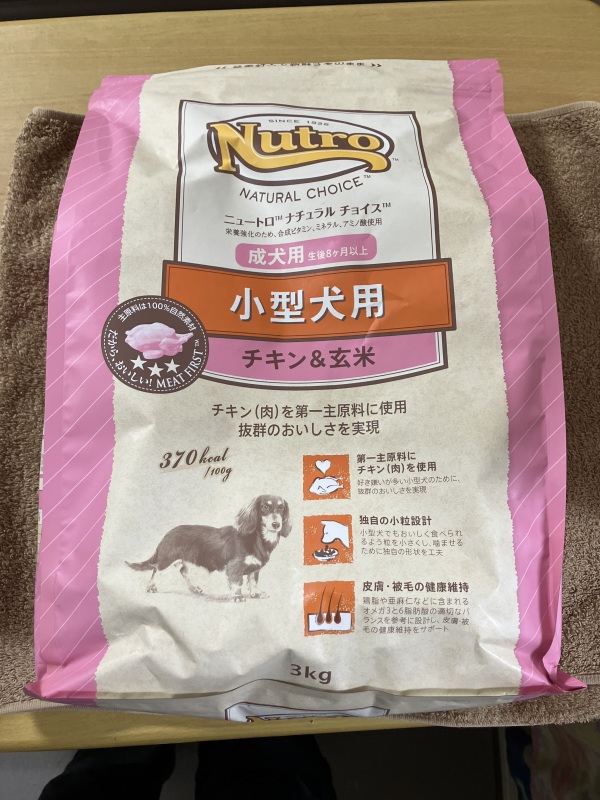 SINCE 1926
Nutro™
NATURAL CHOICE™
ニュートロ™ ナチュラル チョイス™
栄養強化のため、合成ビタミン、ミネラル、アミノ酸使用
成犬用 生後8ヶ月以上
小型犬用
チキン&玄米
主原料は100%自然素材
だから、おいしい! MEAT FIRST™
チキン(肉)を第一主原料に使用
抜群のおいしさを実現
370kcal
/100g
第一主原料に
チキン(肉)を使用
好き嫌いが多い小型犬のために、
抜群のおいしさを実現
独自の小粒設計
小型犬でもおいしく食べられ
るよう粒を小さくし、噛ませる
ために独自の形状を工夫
皮膚・被毛の健康維持
鶏脂や亜麻仁などに含まれる
オメガ3と6脂肪酸の適切なバ
ランスを参考に設計し、皮膚・被
毛の健康維持をサポート
3kg